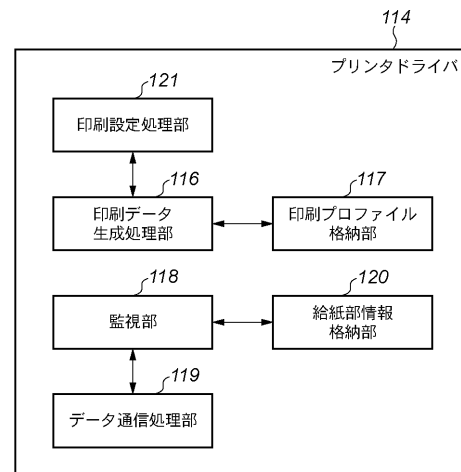 114
プリンタドライバ
121
印刷設定処理部
116
印刷データ
生成処理部
117
印刷プロファイル
格納部
118
監視部
120
給紙部情報
格納部
119
データ通信処理部